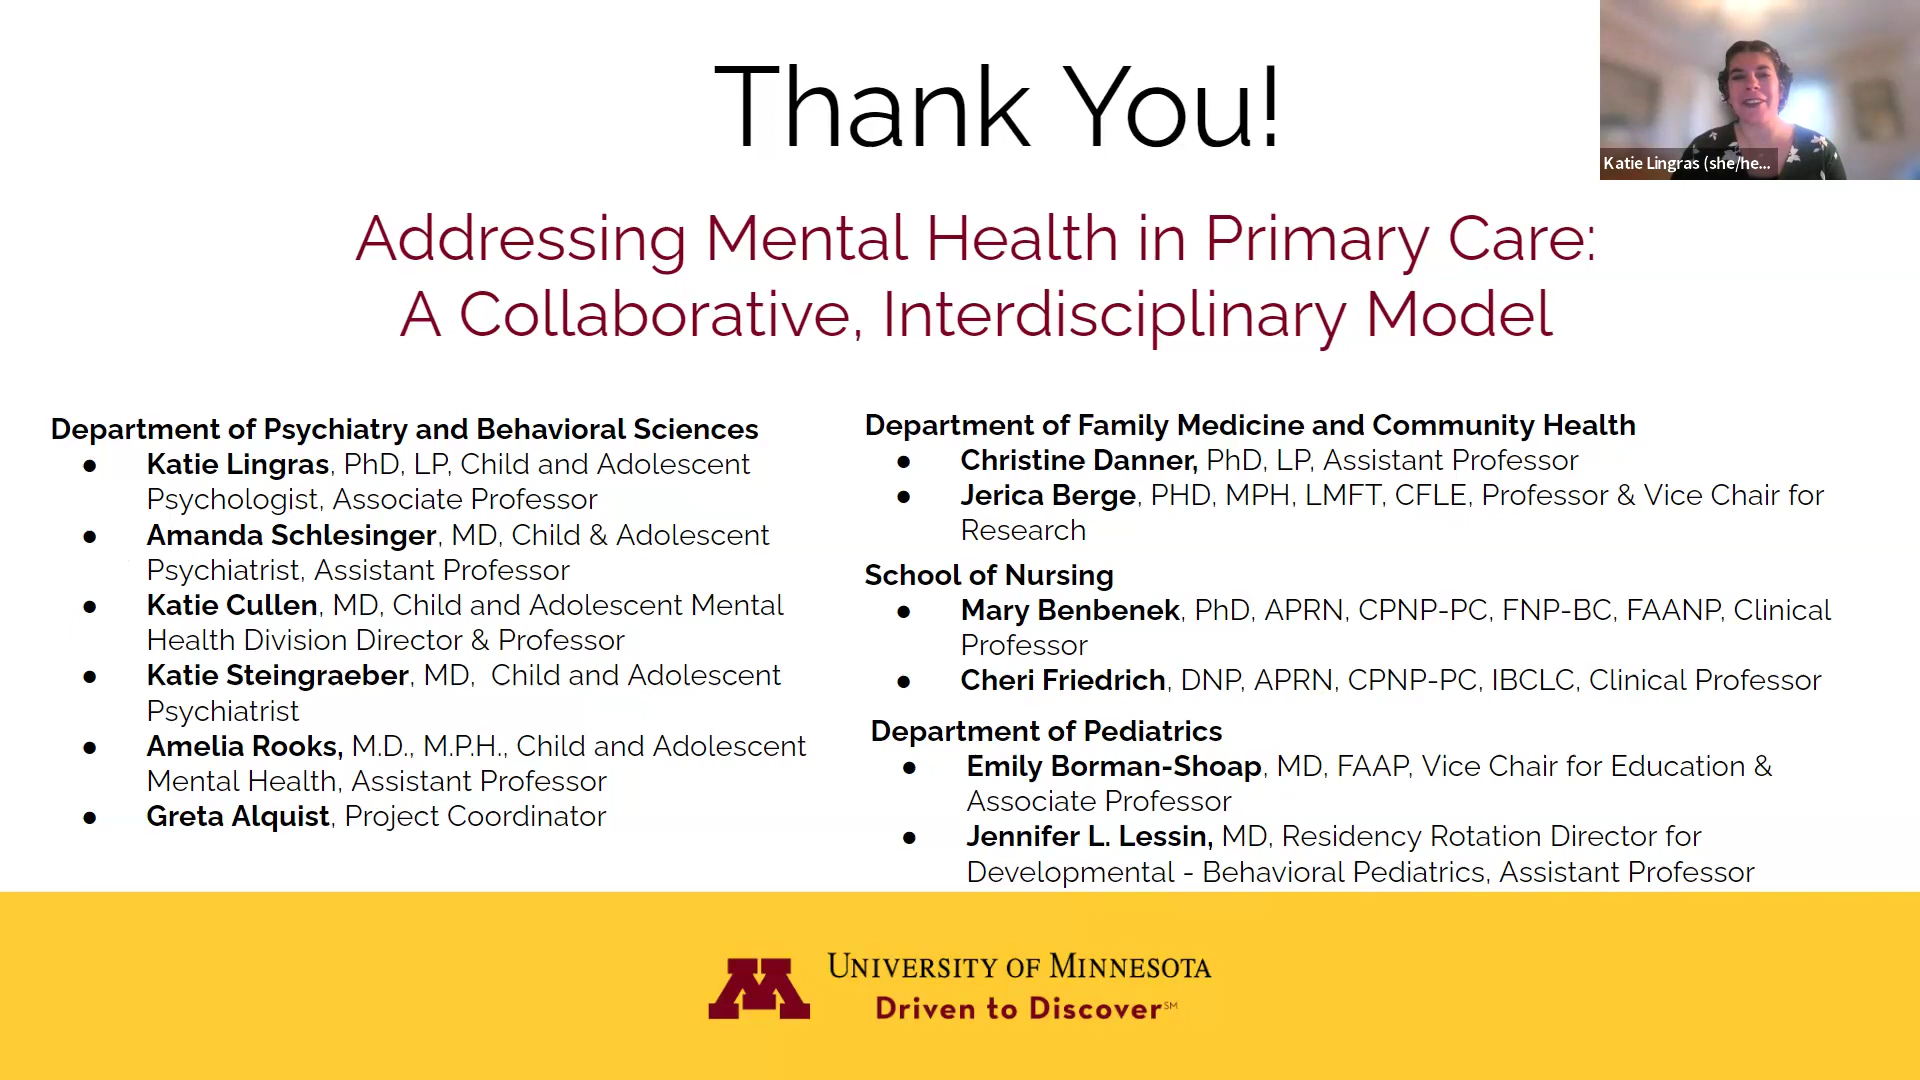 Thank You!
Katie Lingras (she/he...
Addressing Mental Health in Primary Care:
A Collaborative, Interdisciplinary Model
Department of Psychiatry and Behavioral Sciences
● Katie Lingras, PhD, LP, Child and Adolescent
Psychologist, Associate Professor
● Amanda Schlesinger, MD, Child & Adolescent
Psychiatrist, Assistant Professor
● Katie Cullen, MD, Child and Adolescent Mental
Health Division Director & Professor
● Katie Steingraeber, MD, Child and Adolescent
Psychiatrist
● Amelia Rooks, M.D., M.P.H., Child and Adolescent
Mental Health, Assistant Professor
● Greta Alquist, Project Coordinator
Department of Family Medicine and Community Health
● Christine Danner, PhD, LP, Assistant Professor
● Jerica Berge, PHD, MPH, LMFT, CFLE, Professor & Vice Chair for
Research
School of Nursing
● Mary Benbenek, PhD, APRN, CPNP-PC, FNP-BC, FAANP, Clinical
Professor
● Cheri Friedrich, DNP, APRN, CPNP-PC, IBCLC, Clinical Professor
Department of Pediatrics
● Emily Borman-Shoap, MD, FAAP, Vice Chair for Education &
Associate Professor
● Jennifer L. Lessin, MD, Residency Rotation Director for
Developmental - Behavioral Pediatrics, Assistant Professor
M
UNIVERSITY OF MINNESOTA
Driven to Discover℠